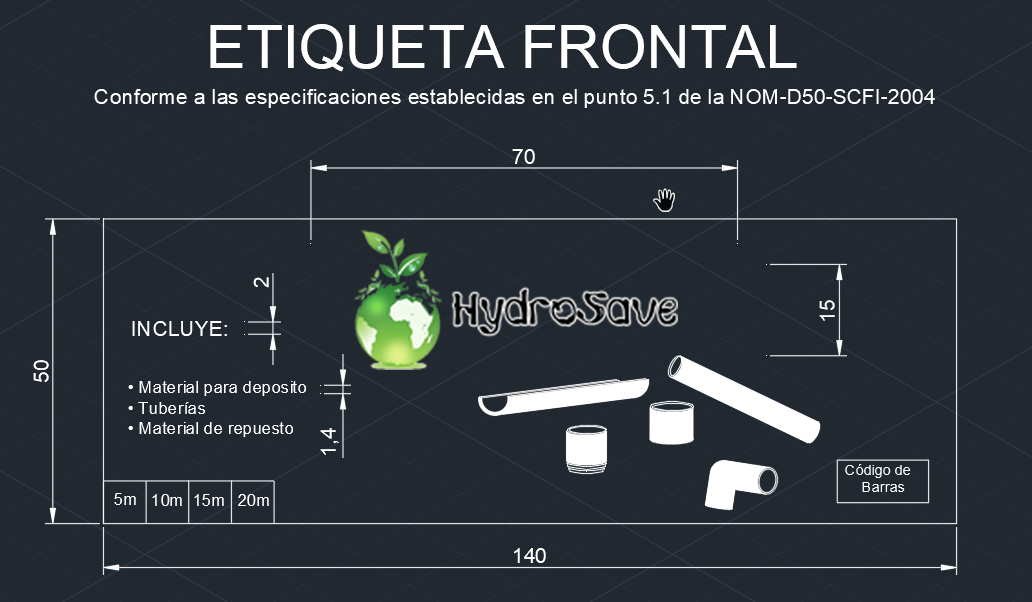 ETIQUETA FRONTAL
Conforme a las especificaciones establecidas en el punto 5.1 de la NOM-D50-SCFI-2004
70
2
HydroSave
15
INCLUYE:
50
• Material para deposito
• Tuberías
• Material de repuesto
1,4
Código de
Barras
5m 10m 15m 20m
140